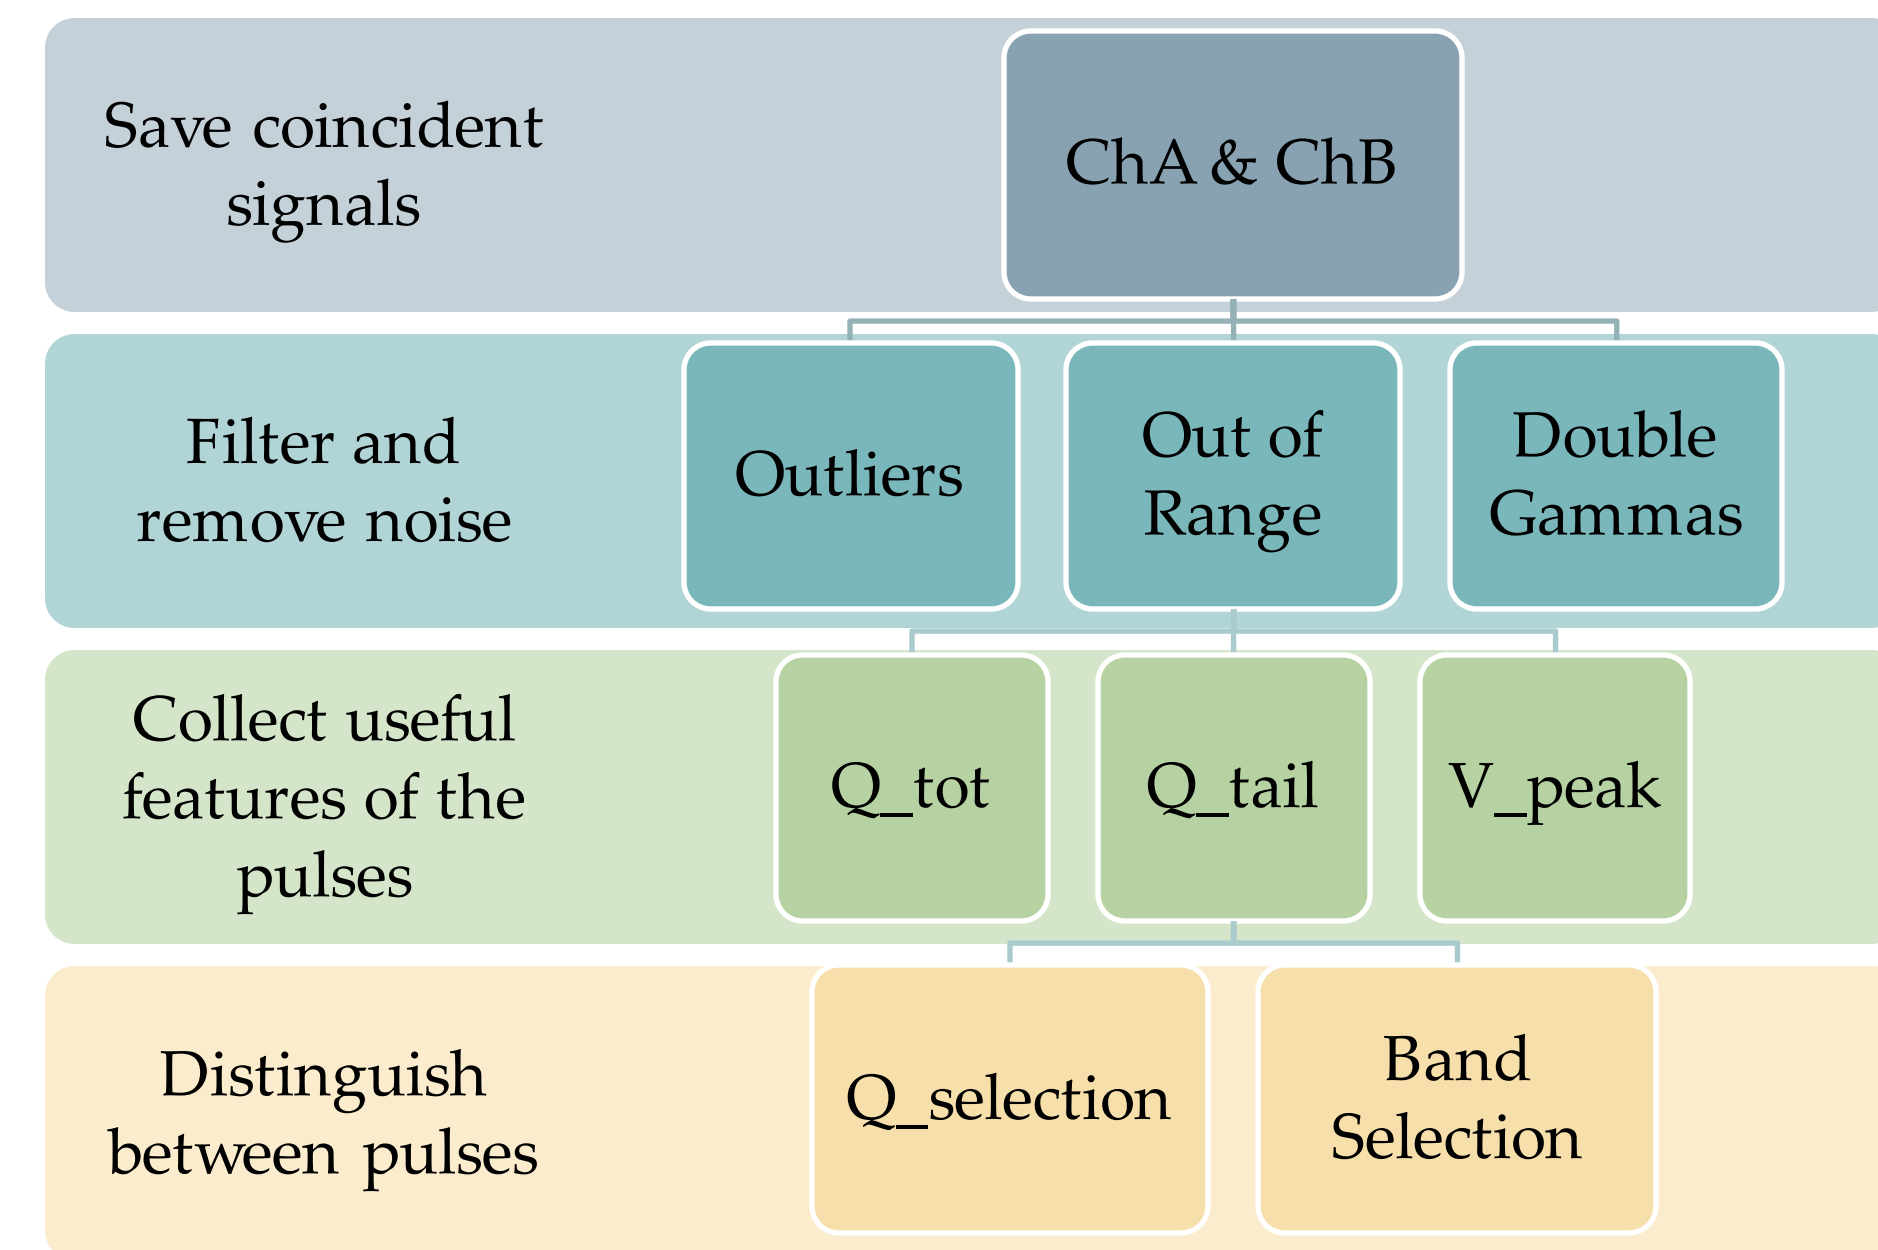 Save coincident
signals
ChA & ChB
Filter and
remove noise
Outliers
Out of
Range
Double
Gammas
Collect useful
features of the
pulses
Q_tot
Q_tail
V_peak
Distinguish
between pulses
Q_selection
Band
Selection